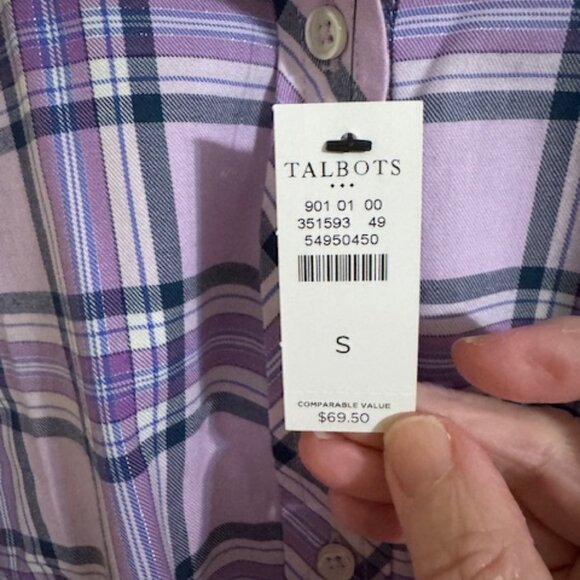 TALBOTS
901 01 00
351593 49
54950450
S
COMPARABLE VALUE
$69.50